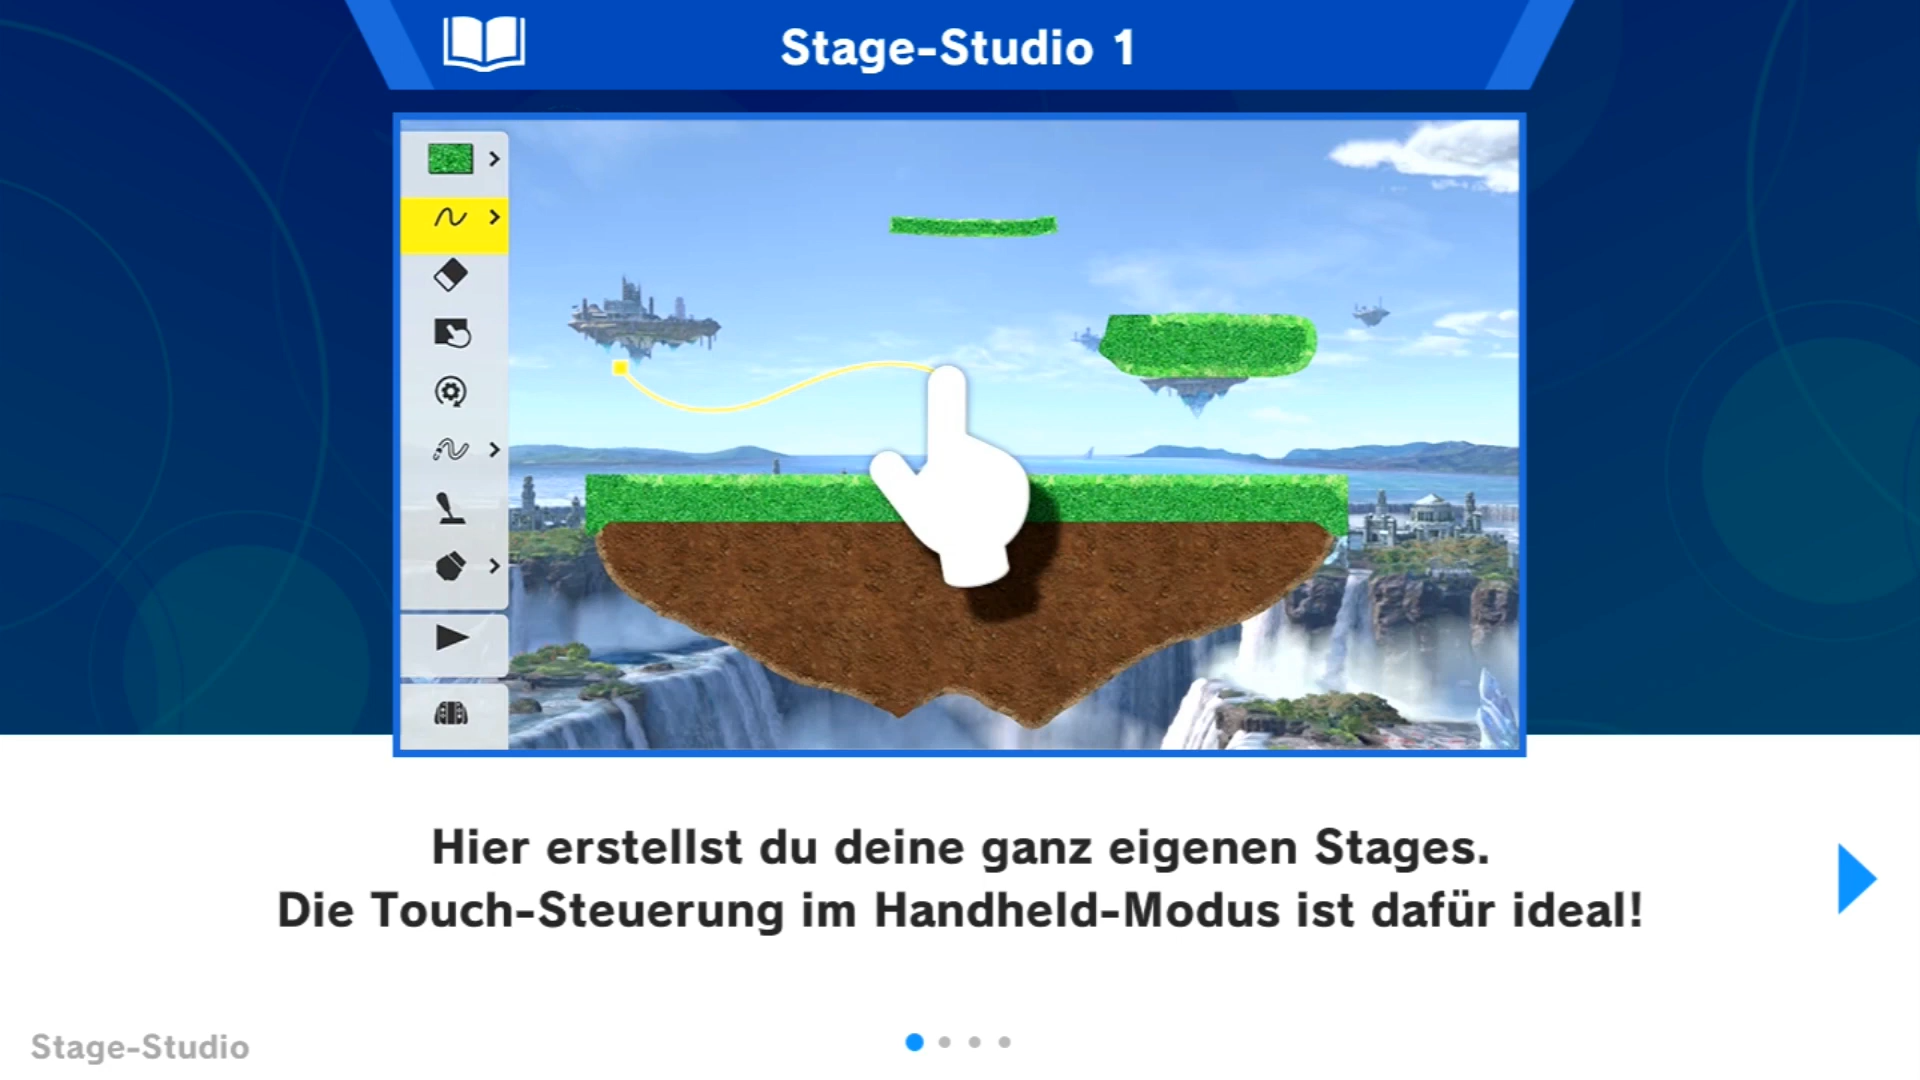 Stage-Studio 1
Hier erstellst du deine ganz eigenen Stages.
Die Touch-Steuerung im Handheld-Modus ist dafür ideal!
Stage-Studio